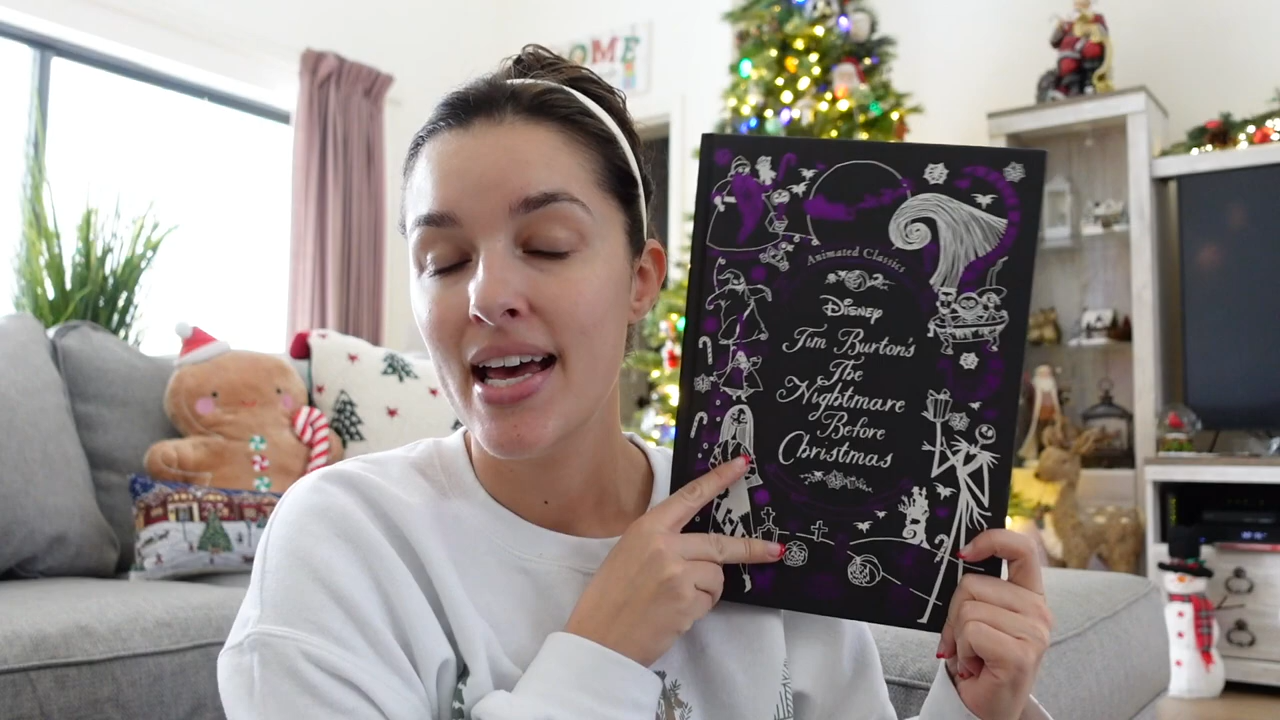 Animated Classics
Disney
Tim Burton's
The
Nightmare
Before
Christmas